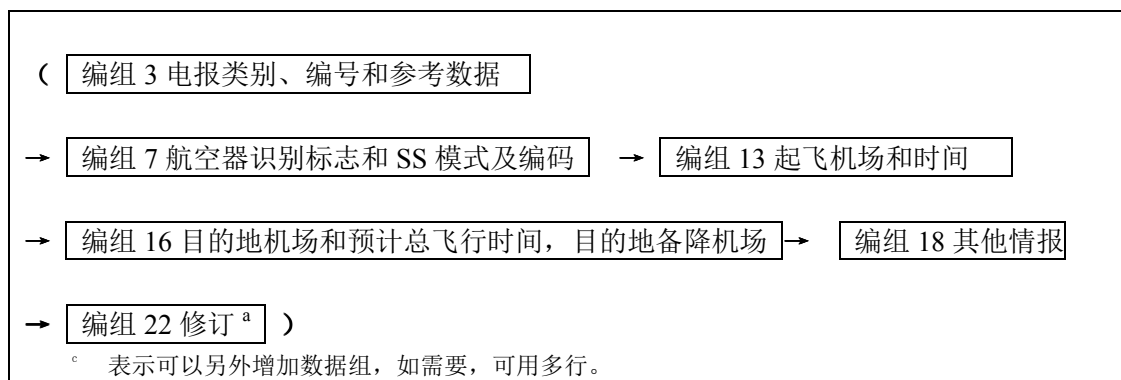 ( 编组 3 电报类别、编号和参考数据
→ 编组 7 航空器识别标志和 SS 模式及编码 → 编组 13 起飞机场和时间
→ 编组 16 目的地机场和预计总飞行时间，目的地备降机场 → 编组 18 其他情报
→ 编组 22 修订 ᵃ )
ᶜ 表示可以另外增加数据组，如需要，可用多行。